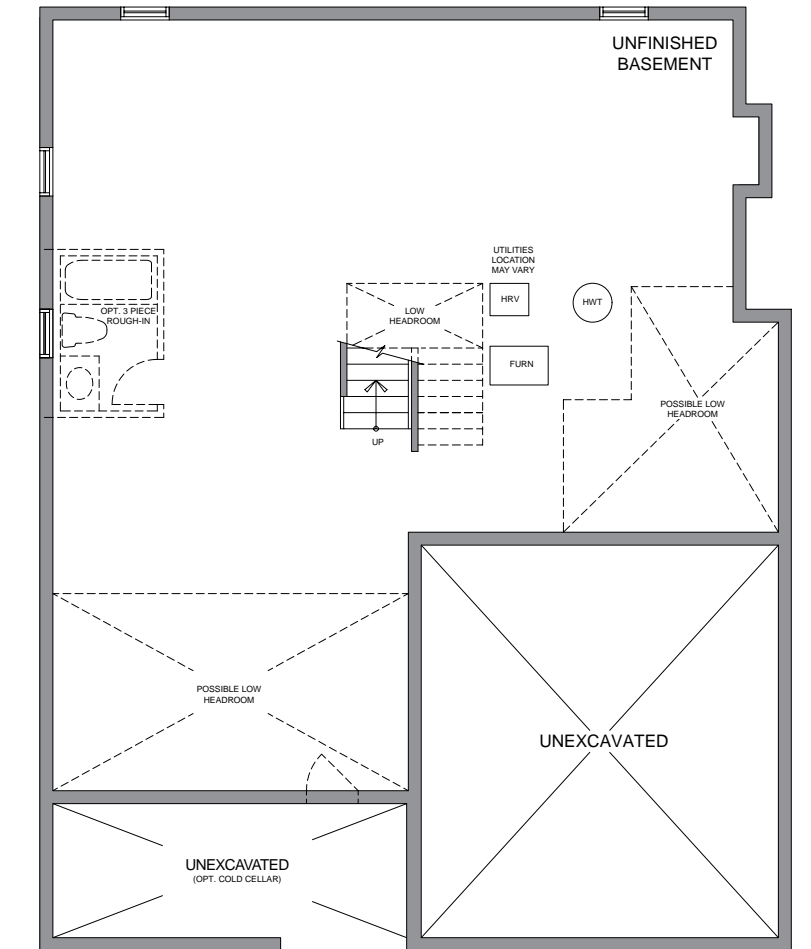 UNFINISHED
BASEMENT
UTILITIES
LOCATION
MAY VARY
HRV
HWT
OPT. 3 PIECE
ROUGH-IN
LOW
HEADROOM
FURN
POSSIBLE LOW
HEADROOM
UP
POSSIBLE LOW
HEADROOM
UNEXCAVATED
UNEXCAVATED
(OPT. COLD CELLAR)